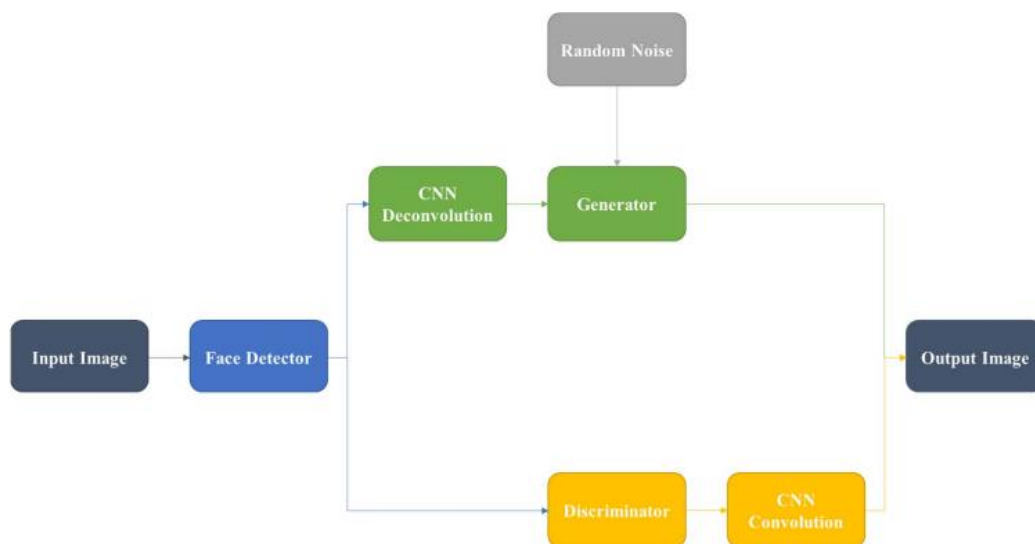 Random Noise
CNN
Deconvolution
Generator
Input Image
Face Detector
Output Image
Discriminator
CNN
Convolution